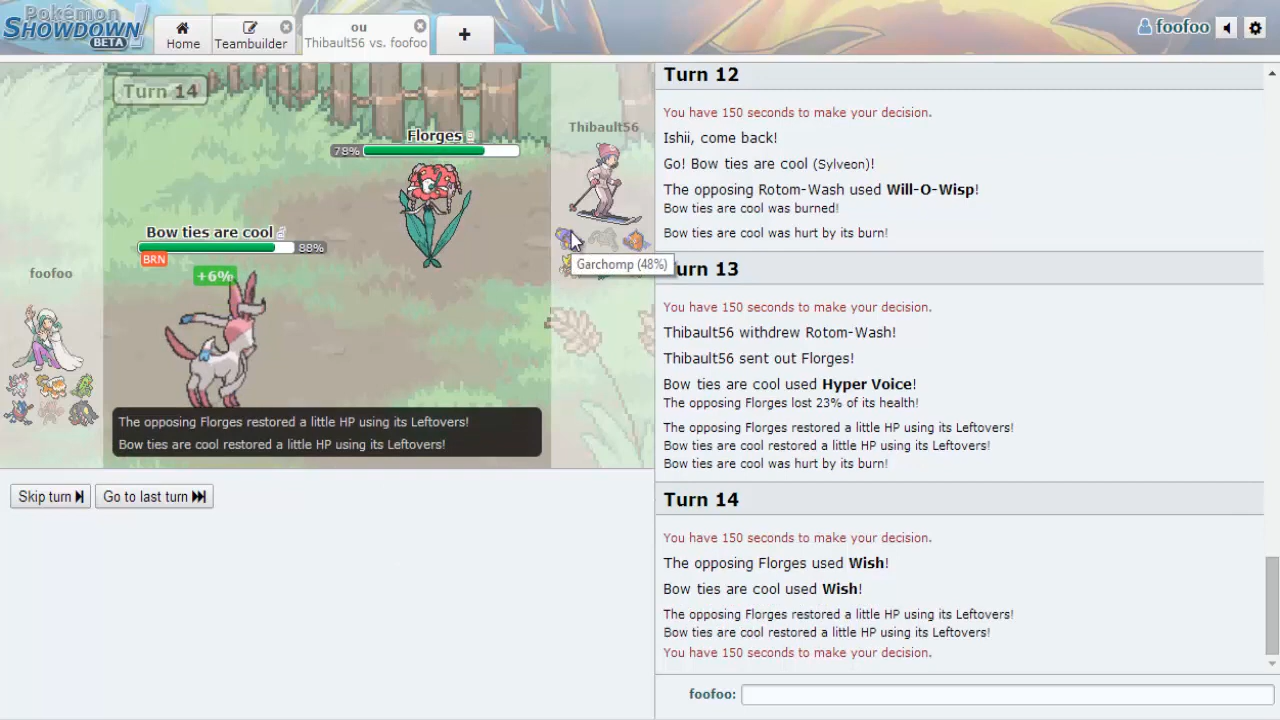 Pokémon
SHOWDOWN!
BETA
Home
Teambuilder
ou
Thibault56 vs. foofoo
+
foofoo
Turn 14
Florges
78%
Thibault56
Bow ties are cool
88%
BRN
+6%
Garchomp (48%)
foofoo
The opposing Florges restored a little HP using its Leftovers!
Bow ties are cool restored a little HP using its Leftovers!
Skip turn
Go to last turn
Turn 12
You have 150 seconds to make your decision.
Ishii, come back!
Go! Bow ties are cool (Sylveon)!
The opposing Rotom-Wash used Will-O-Wisp!
Bow ties are cool was burned!
Bow ties are cool was hurt by its burn!
Turn 13
You have 150 seconds to make your decision.
Thibault56 withdrew Rotom-Wash!
Thibault56 sent out Florges!
Bow ties are cool used Hyper Voice!
The opposing Florges lost 23% of its health!
The opposing Florges restored a little HP using its Leftovers!
Bow ties are cool restored a little HP using its Leftovers!
Bow ties are cool was hurt by its burn!
Turn 14
You have 150 seconds to make your decision.
The opposing Florges used Wish!
Bow ties are cool used Wish!
The opposing Florges restored a little HP using its Leftovers!
Bow ties are cool restored a little HP using its Leftovers!
You have 150 seconds to make your decision.
foofoo: